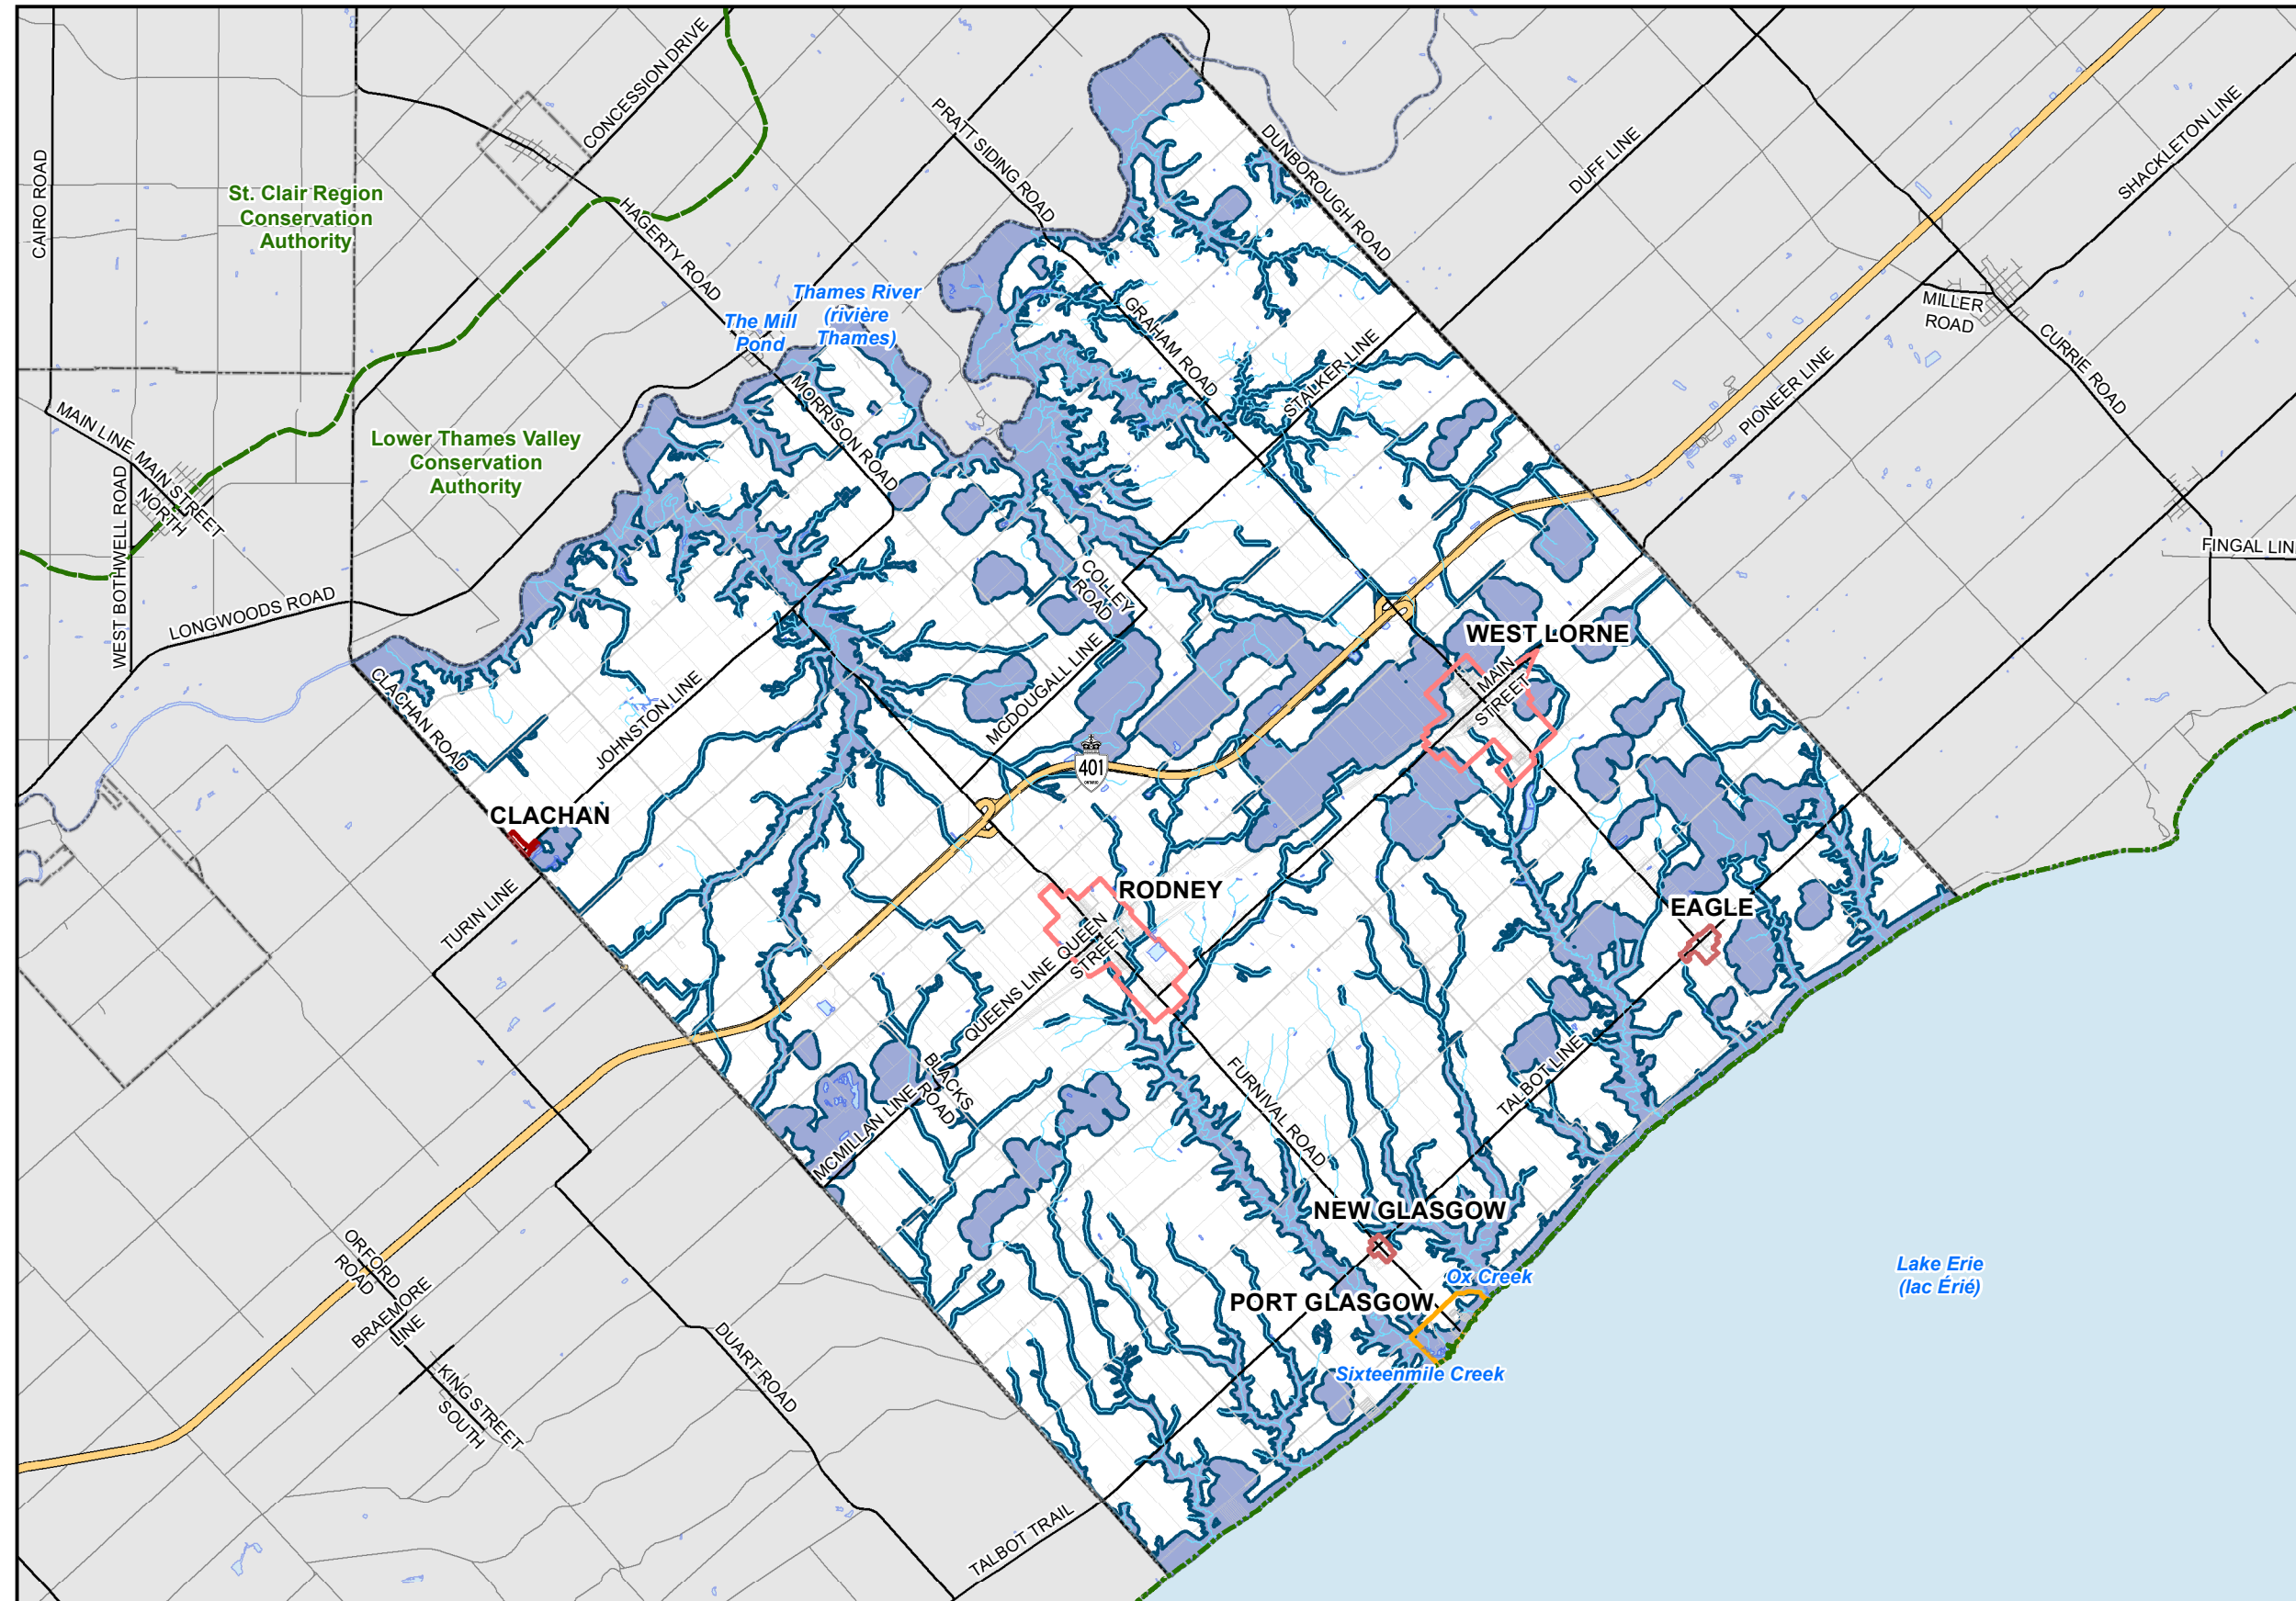 CONCESSION DRIVE
CAIRO ROAD
St. Clair Region
Conservation
Authority
HAGERTY ROAD
PRATT SIDING ROAD
DUNBOROUGH ROAD
DUFF LINE
SHACKLETON LINE
Thames River
(rivière
Thames)
The Mill
Pond
GRAHAM ROAD
STALKER LINE
MILLER
ROAD
CURRIE ROAD
PIONEER LINE
MORRISON ROAD
MAIN LINE
MAIN STREET
NORTH
Lower Thames Valley
Conservation
Authority
WEST BOTHWELL ROAD
LONGWOODS ROAD
COLLEY
ROAD
FINGAL LIN
WEST LORNE
MAIN
STREET
CLACHAN ROAD
JOHNSTON LINE
MCDOUGALL LINE
401
ONTARIO
CLACHAN
RODNEY
EAGLE
TURIN LINE
QUEENS LINE
QUEEN
STREET
BLACKS
ROAD
MCMILLAN LINE
FURNIVAL ROAD
TALBOT LINE
NEW GLASGOW
Ox Creek
PORT GLASGOW
Sixteenmile Creek
Lake Erie
(lac Érié)
ORFORD
ROAD
BRAEMORE
LINE
KING STREET
SOUTH
DUART ROAD
TALBOT TRAIL